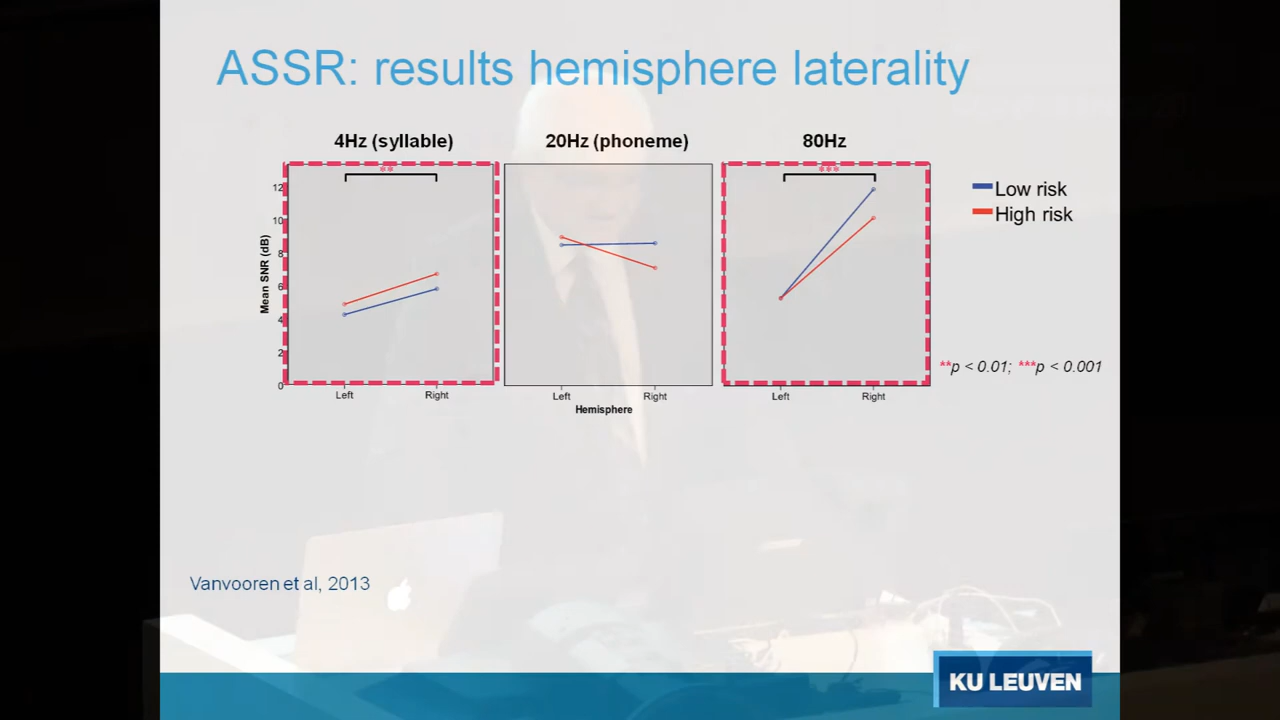 ASSR: results hemisphere laterality
4Hz (syllable)
20Hz (phoneme)
80Hz
**
***
12
10
8
6
4
2
0
Mean SNR (dB)
Left Right
Left Right
Left Right
Hemisphere
Low risk
High risk
**p < 0.01; ***p < 0.001
Vanvooren et al, 2013
KU LEUVEN